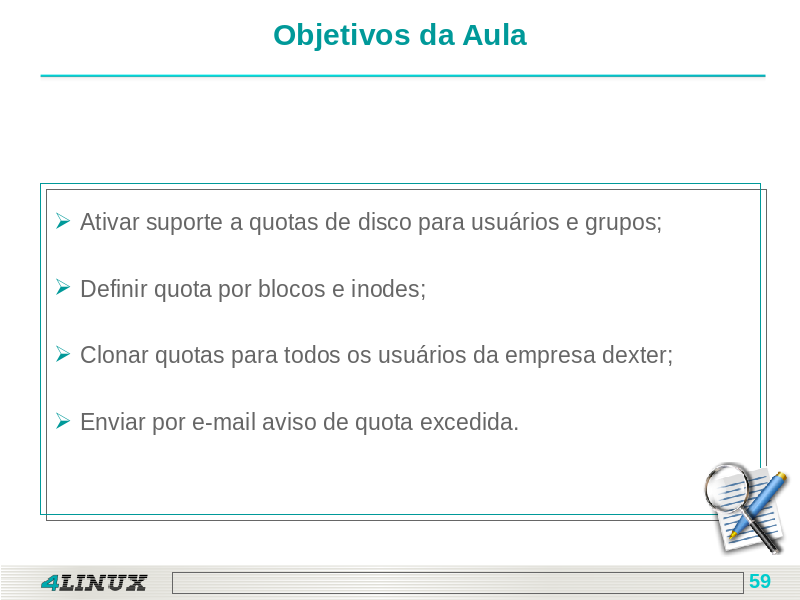 Objetivos da Aula
Ativar suporte a quotas de disco para usuários e grupos;
Definir quota por blocos e inodes;
Clonar quotas para todos os usuários da empresa dexter;
Enviar por e-mail aviso de quota excedida.
4LINUX
59